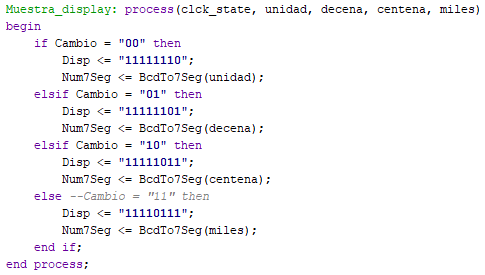 Muestra_display: process(clck_state, unidad, decena, centena, miles)
begin
    if Cambio = "00" then
        Disp <= "11111110";
        Num7Seg <= BcdTo7Seg(unidad);
    elsif Cambio = "01" then
        Disp <= "11111101";
        Num7Seg <= BcdTo7Seg(decena);
    elsif Cambio = "10" then
        Disp <= "11111011";
        Num7Seg <= BcdTo7Seg(centena);
    else --Cambio = "11" then
        Disp <= "11110111";
        Num7Seg <= BcdTo7Seg(miles);
    end if;
end process;